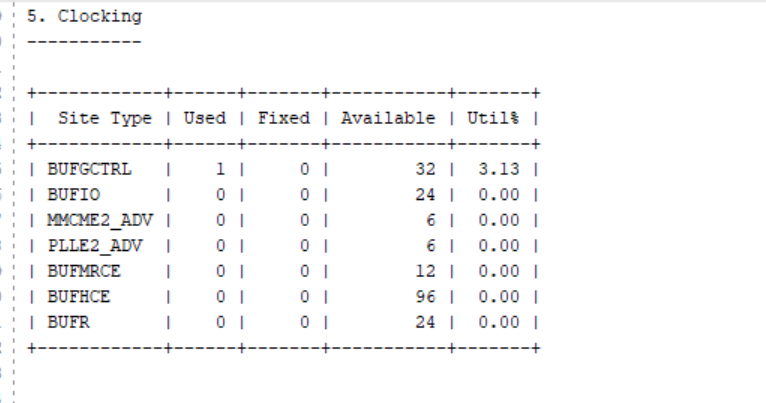 5. Clocking
-----------
+------------+------+-------+-----------+-------+
|  Site Type | Used | Fixed | Available | Util% |
+------------+------+-------+-----------+-------+
| BUFGCTRL   |    1 |     0 |        32 |  3.13 |
| BUFIO      |    0 |     0 |        24 |  0.00 |
| MMCME2_ADV |    0 |     0 |         6 |  0.00 |
| PLLE2_ADV  |    0 |     0 |         6 |  0.00 |
| BUFMRCE    |    0 |     0 |        12 |  0.00 |
| BUFHCE     |    0 |     0 |        96 |  0.00 |
| BUFR       |    0 |     0 |        24 |  0.00 |
+------------+------+-------+-----------+-------+